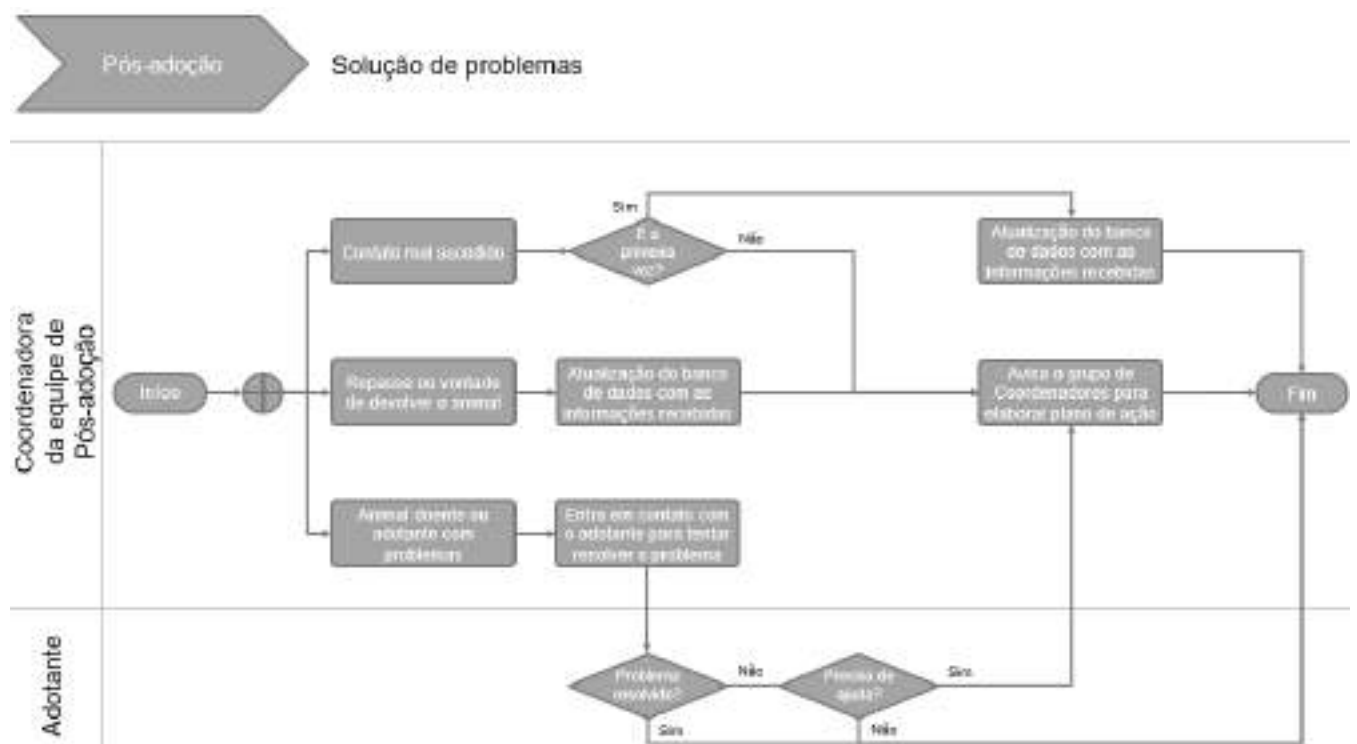 Pós-adoção
Solução de problemas
Coordenadora
da equipe de
Pós-adoção
Início
Contato mal sucedido
É a
primeira
vez?
Sim
Não
Atualização do banco
de dados com as
informações recebidas
Repasse ou vontade
de devolver o animal
Atualização do banco
de dados com as
informações recebidas
Avisa o grupo de
Coordenadores para
elaborar plano de ação
Fim
Animal doente ou
adotante com
problemas
Entra em contato com
o adotante para tentar
resolver o problema
Adotante
Problema
resolvido?
Não
Sim
Precisa de
ajuda?
Sim
Não